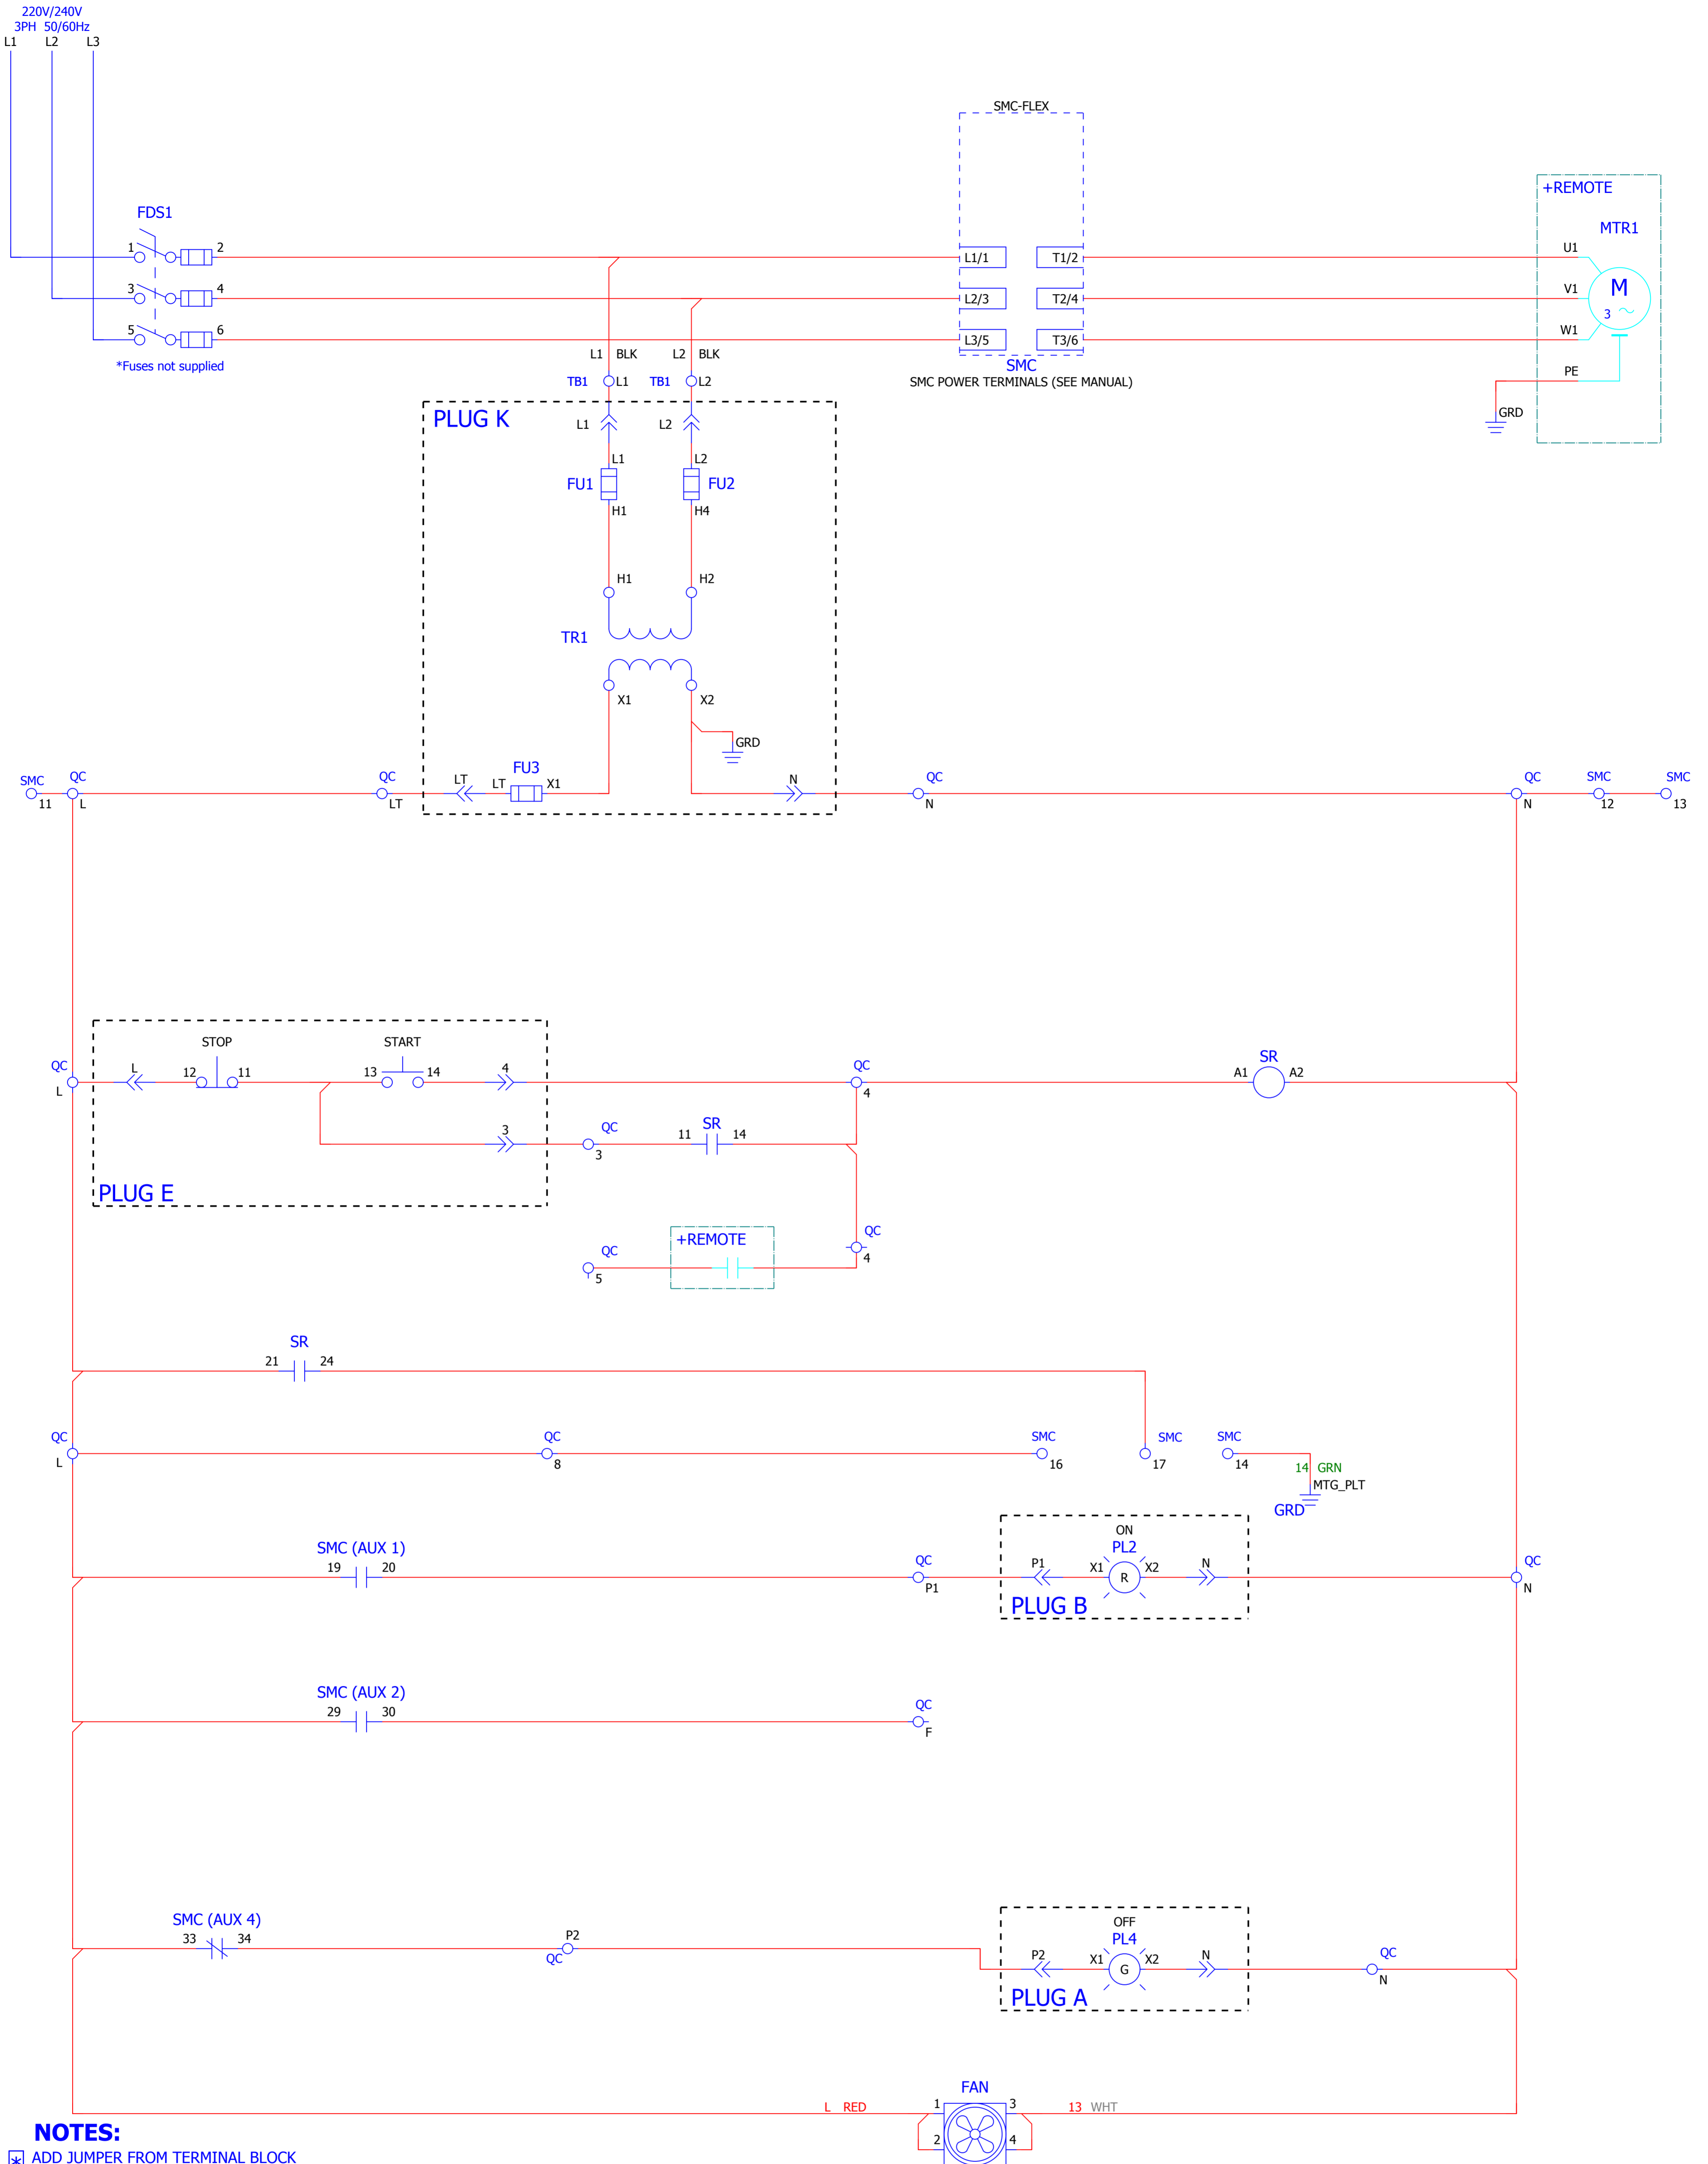 220V/240V
3PH 50/60Hz
L1 L2 L3
SMC-FLEX
+REMOTE
MTR1
FDS1
1 2 L1/1 T1/2 U1
3 4 L2/3 T2/4 V1 M
3
5 6 L3/5 T3/6 W1
*Fuses not supplied
L1 BLK L2 BLK
SMC
SMC POWER TERMINALS (SEE MANUAL)
PE
TB1 L1 TB1 L2
GRD
PLUG K
L1 L2
L1 L2
FU1 FU2
H1 H4
H1 H2
TR1
X1 X2
GRD
SMC QC QC LT LT FU3 X1 N QC QC SMC SMC
11 L LT N N 12 13
STOP START
QC L 12 11 13 14 4 QC SR
L 4 A1 A2
3 QC 11 SR 14
3
PLUG E
QC +REMOTE QC
5 4
SR
21 24
QC QC SMC SMC SMC
L 8 16 17 14
14 GRN
MTG_PLT
GRD
SMC (AUX 1)
19 20
ON
PL2
QC P1 X1 R X2 N QC
P1 N
PLUG B
SMC (AUX 2)
29 30 QC
F
SMC (AUX 4)
33 34 P2
QC
OFF
PL4
P2 X1 G X2 N QC
N
PLUG A
FAN
L RED 1 3 13 WHT
2 4
NOTES:
* ADD JUMPER FROM TERMINAL BLOCK